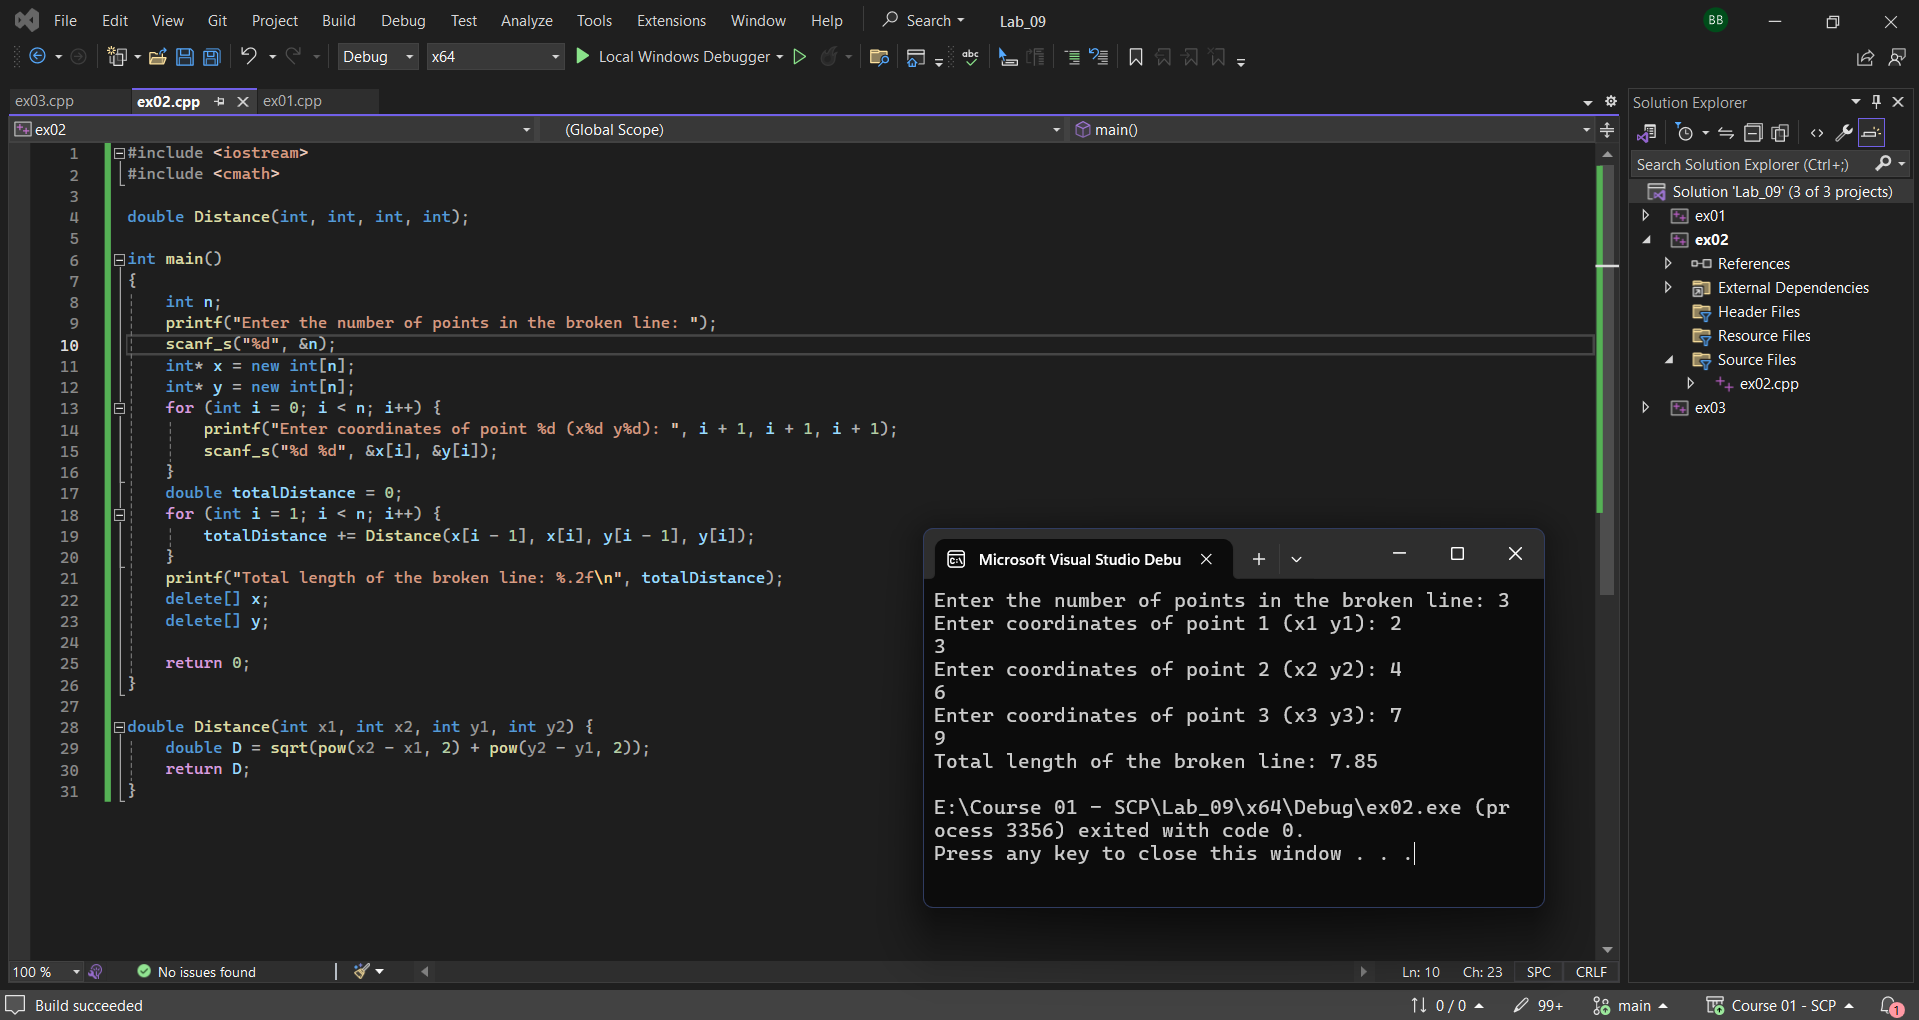 File Edit View Git Project Build Debug Test Analyze Tools Extensions Window Help Search Lab_09 BB
Debug x64 Local Windows Debugger abc
ex03.cpp ex02.cpp ex01.cpp
ex02 (Global Scope) main()
1 #include <iostream>
2 #include <cmath>
3
4 double Distance(int, int, int, int);
5
6 int main()
7 {
8 int n;
9 printf("Enter the number of points in the broken line: ");
10 scanf_s("%d", &n);
11 int* x = new int[n];
12 int* y = new int[n];
13 for (int i = 0; i < n; i++) {
14 printf("Enter coordinates of point %d (x%d y%d): ", i + 1, i + 1, i + 1);
15 scanf_s("%d %d", &x[i], &y[i]);
16 }
17 double totalDistance = 0;
18 for (int i = 1; i < n; i++) {
19 totalDistance += Distance(x[i - 1], x[i], y[i - 1], y[i]);
20 }
21 printf("Total length of the broken line: %.2f\n", totalDistance);
22 delete[] x;
23 delete[] y;
24
25 return 0;
26 }
27
28 double Distance(int x1, int x2, int y1, int y2) {
29 double D = sqrt(pow(x2 - x1, 2) + pow(y2 - y1, 2));
30 return D;
31 }
Microsoft Visual Studio Debu
Enter the number of points in the broken line: 3
Enter coordinates of point 1 (x1 y1): 2
3
Enter coordinates of point 2 (x2 y2): 4
6
Enter coordinates of point 3 (x3 y3): 7
9
Total length of the broken line: 7.85
E:\Course 01 - SCP\Lab_09\x64\Debug\ex02.exe (pr
ocess 3356) exited with code 0.
Press any key to close this window . . .
Solution Explorer
Search Solution Explorer (Ctrl+;)
Solution 'Lab_09' (3 of 3 projects)
ex01
ex02
References
External Dependencies
Header Files
Resource Files
Source Files
ex02.cpp
ex03
100 % No issues found Ln: 10 Ch: 23 SPC CRLF
Build succeeded 0 / 0 99+ main Course 01 - SCP 1